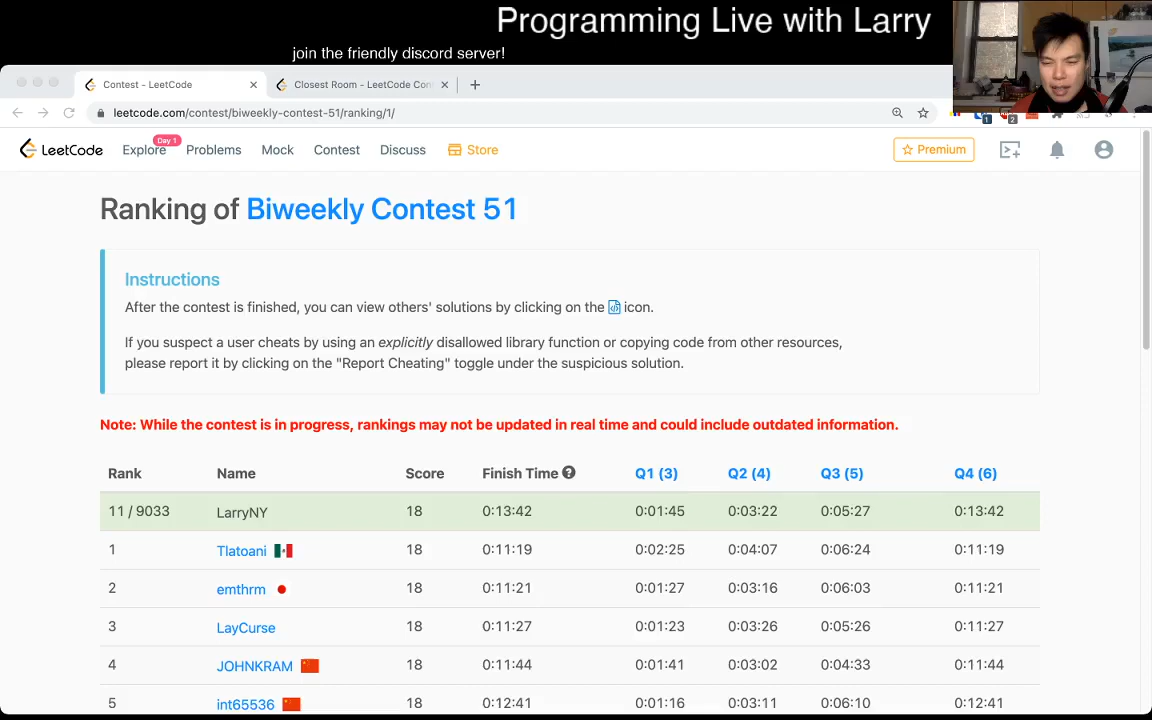 Programming Live with Larry
join the friendly discord server!
Contest - LeetCode
Closest Room - LeetCode Cont
leetcode.com/contest/biweekly-contest-51/ranking/1/
1
2
LeetCode
Explore
Day 1
Problems
Mock
Contest
Discuss
Store
Premium
Ranking of Biweekly Contest 51
Instructions
After the contest is finished, you can view others' solutions by clicking on the icon.
If you suspect a user cheats by using an explicitly disallowed library function or copying code from other resources,
please report it by clicking on the "Report Cheating" toggle under the suspicious solution.
Note: While the contest is in progress, rankings may not be updated in real time and could include outdated information.
Rank Name Score Finish Time Q1 (3) Q2 (4) Q3 (5) Q4 (6)
11 / 9033 LarryNY 18 0:13:42 0:01:45 0:03:22 0:05:27 0:13:42
1 Tlatoani 18 0:11:19 0:02:25 0:04:07 0:06:24 0:11:19
2 emthrm 18 0:11:21 0:01:27 0:03:16 0:06:03 0:11:21
3 LayCurse 18 0:11:27 0:01:23 0:03:26 0:05:26 0:11:27
4 JOHNKRAM 18 0:11:44 0:01:41 0:03:02 0:04:33 0:11:44
5 int65536 18 0:12:41 0:01:16 0:03:11 0:06:10 0:12:41